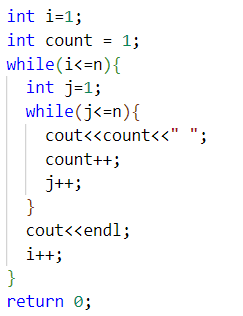 int i=1;
int count = 1;
while(i<=n){
  int j=1;
  while(j<=n){
    cout<<count<<" ";
    count++;
    j++;
  }
  cout<<endl;
  i++;
}
return 0;